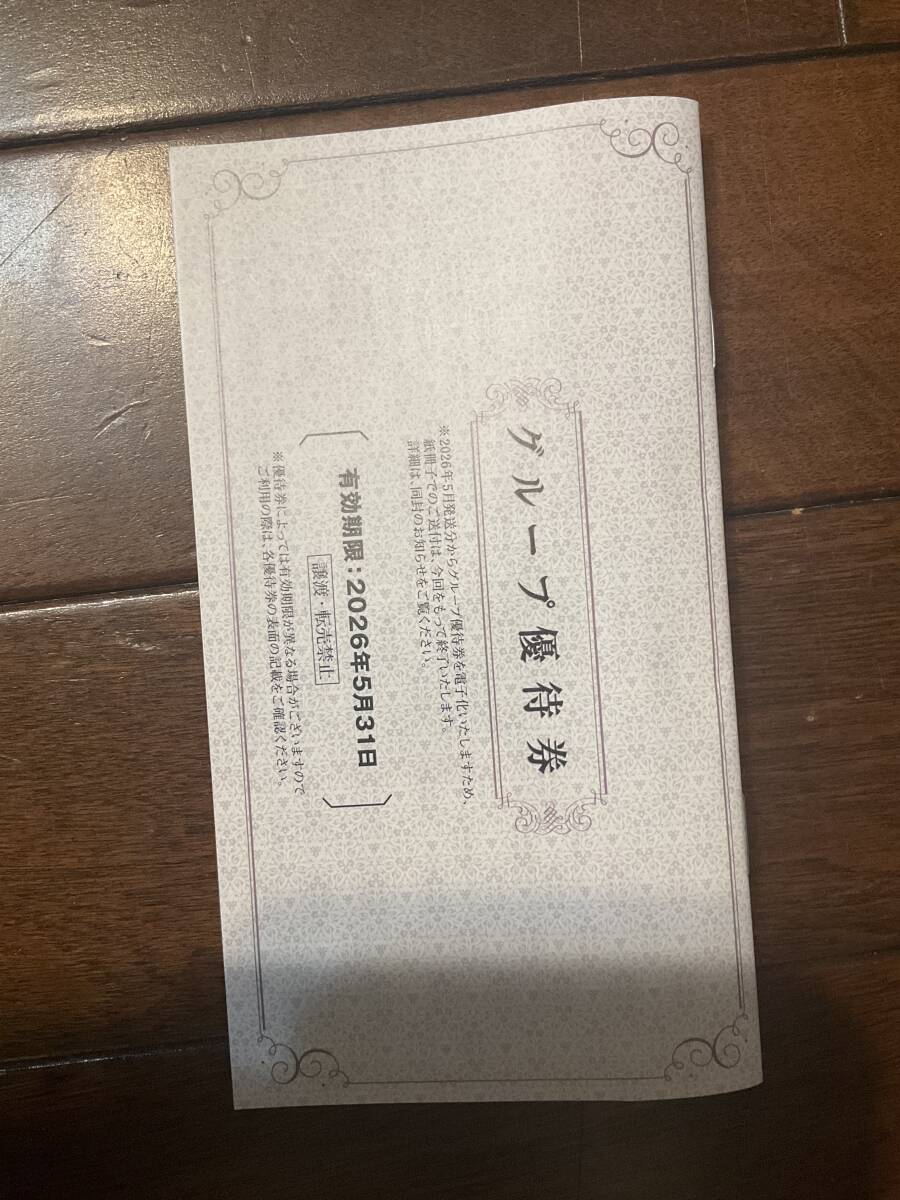 グループ優待券
※2026年5月発送分からグループ優待券を電子化いたしますため、
紙冊子でのご送付は、今回をもって終了いたします。
詳細は、同封のお知らせをご覧ください。
有効期限：2026年5月31日
譲渡・転売禁止
※優待券によっては有効期限が異なる場合がございますので
ご利用の際は、各優待券の表面の記載をご確認ください。